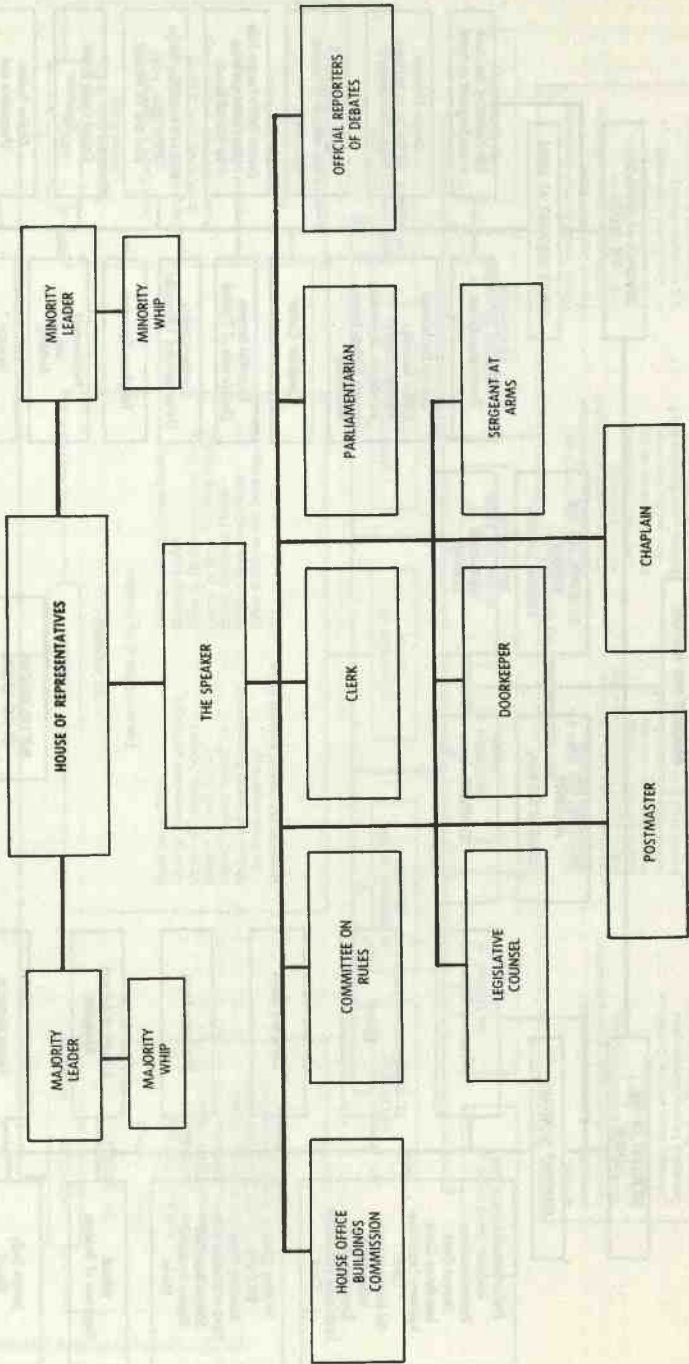 HOUSE OF REPRESENTATIVES
MAJORITY
LEADER
MAJORITY
WHIP
MINORITY
LEADER
MINORITY
WHIP
THE SPEAKER
HOUSE OFFICE
BUILDINGS
COMMISSION
COMMITTEE ON
RULES
CLERK
PARLIAMENTARIAN
OFFICIAL REPORTERS
OF DEBATES
LEGISLATIVE
COUNSEL
DOORKEEPER
SERGEANT AT
ARMS
POSTMASTER
CHAPLAIN